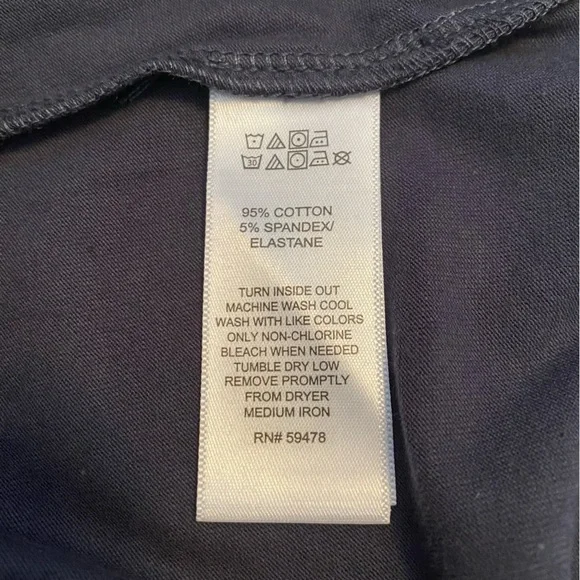 30
95% COTTON
5% SPANDEX/
ELASTANE
TURN INSIDE OUT
MACHINE WASH COOL
WASH WITH LIKE COLORS
ONLY NON-CHLORINE
BLEACH WHEN NEEDED
TUMBLE DRY LOW
REMOVE PROMPTLY
FROM DRYER
MEDIUM IRON
RN# 59478